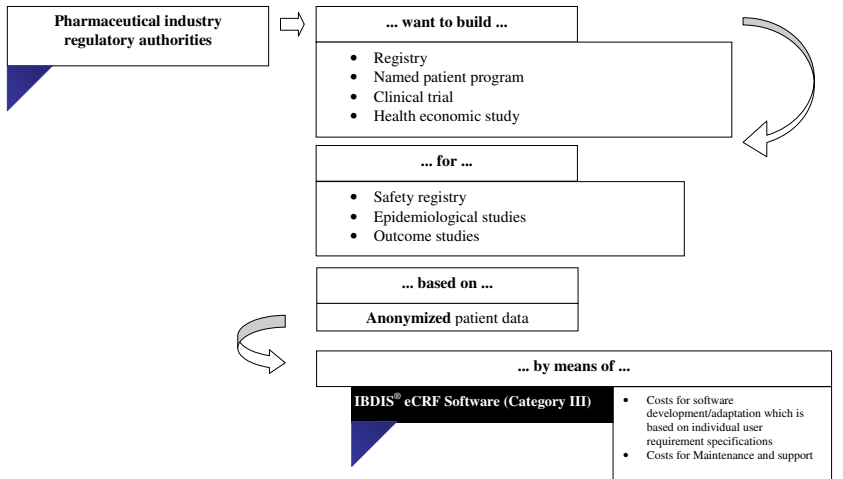 Pharmaceutical industry
regulatory authorities
... want to build ...
• Registry
• Named patient program
• Clinical trial
• Health economic study
... for ...
• Safety registry
• Epidemiological studies
• Outcome studies
... based on ...
Anonymized patient data
... by means of ...
IBDIS® eCRF Software (Category III)
• Costs for software
development/adaptation which is
based on individual user
requirement specifications
• Costs for Maintenance and support